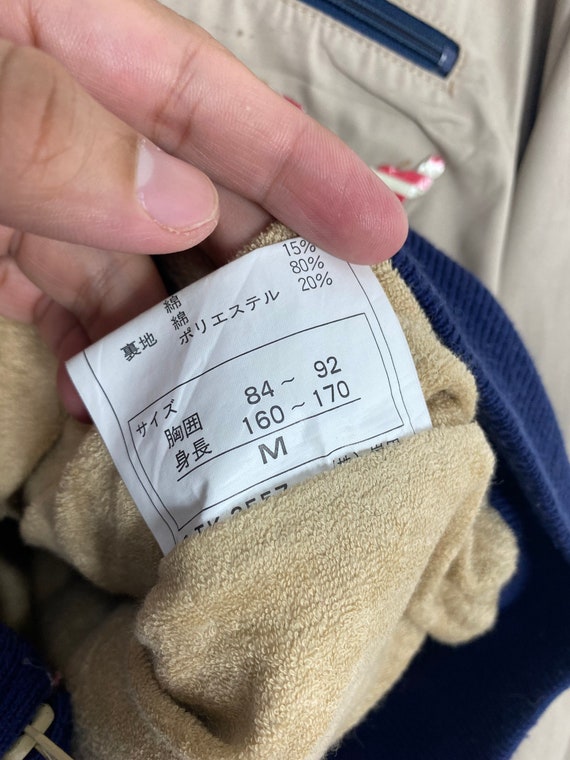 綿 15%
裏地 綿 80%
ポリエステル 20%
サイズ
胸囲 84～ 92
身長 160～170
M